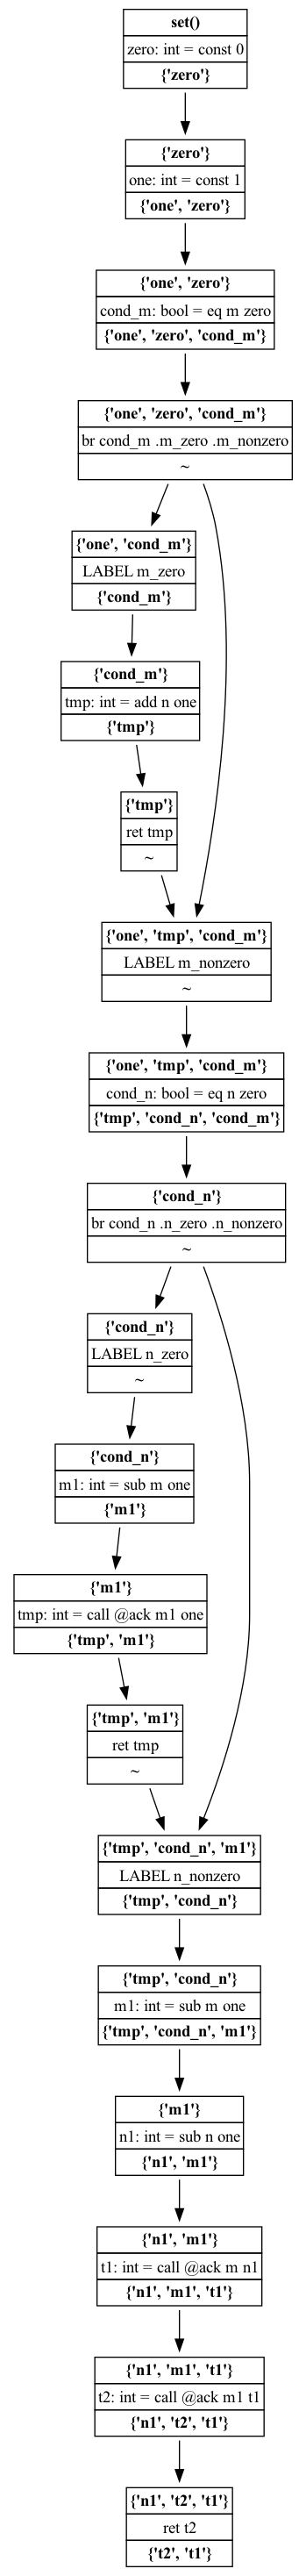 set()
zero: int = const 0
{'zero'}
{'zero'}
one: int = const 1
{'one', 'zero'}
{'one', 'zero'}
cond_m: bool = eq m zero
{'one', 'zero', 'cond_m'}
{'one', 'zero', 'cond_m'}
br cond_m .m_zero .m_nonzero
~
{'one', 'cond_m'}
LABEL m_zero
{'cond_m'}
{'cond_m'}
tmp: int = add n one
{'tmp'}
{'tmp'}
ret tmp
~
{'one', 'tmp', 'cond_m'}
LABEL m_nonzero
~
{'one', 'tmp', 'cond_m'}
cond_n: bool = eq n zero
{'tmp', 'cond_n', 'cond_m'}
{'cond_n'}
br cond_n .n_zero .n_nonzero
~
{'cond_n'}
LABEL n_zero
~
{'cond_n'}
m1: int = sub m one
{'m1'}
{'m1'}
tmp: int = call @ack m1 one
{'tmp', 'm1'}
{'tmp', 'm1'}
ret tmp
~
{'tmp', 'cond_n', 'm1'}
LABEL n_nonzero
{'tmp', 'cond_n'}
{'tmp', 'cond_n'}
m1: int = sub m one
{'tmp', 'cond_n', 'm1'}
{'m1'}
n1: int = sub n one
{'n1', 'm1'}
{'n1', 'm1'}
t1: int = call @ack m n1
{'n1', 'm1', 't1'}
{'n1', 'm1', 't1'}
t2: int = call @ack m1 t1
{'n1', 't2', 't1'}
{'n1', 't2', 't1'}
ret t2
{'t2', 't1'}